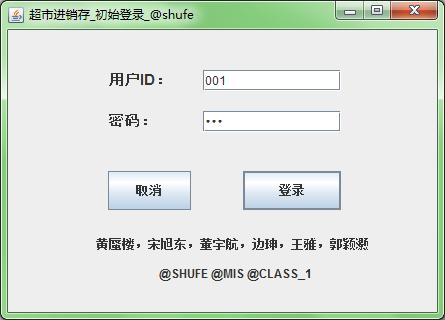 超市进销存_初始登录_@shufe
用户ID：
001
密码：
•••
取消
登录
黄蜃楼，宋旭东，董宇航，边珅，王雅，郭颖灏
@SHUFE @MIS @CLASS_1